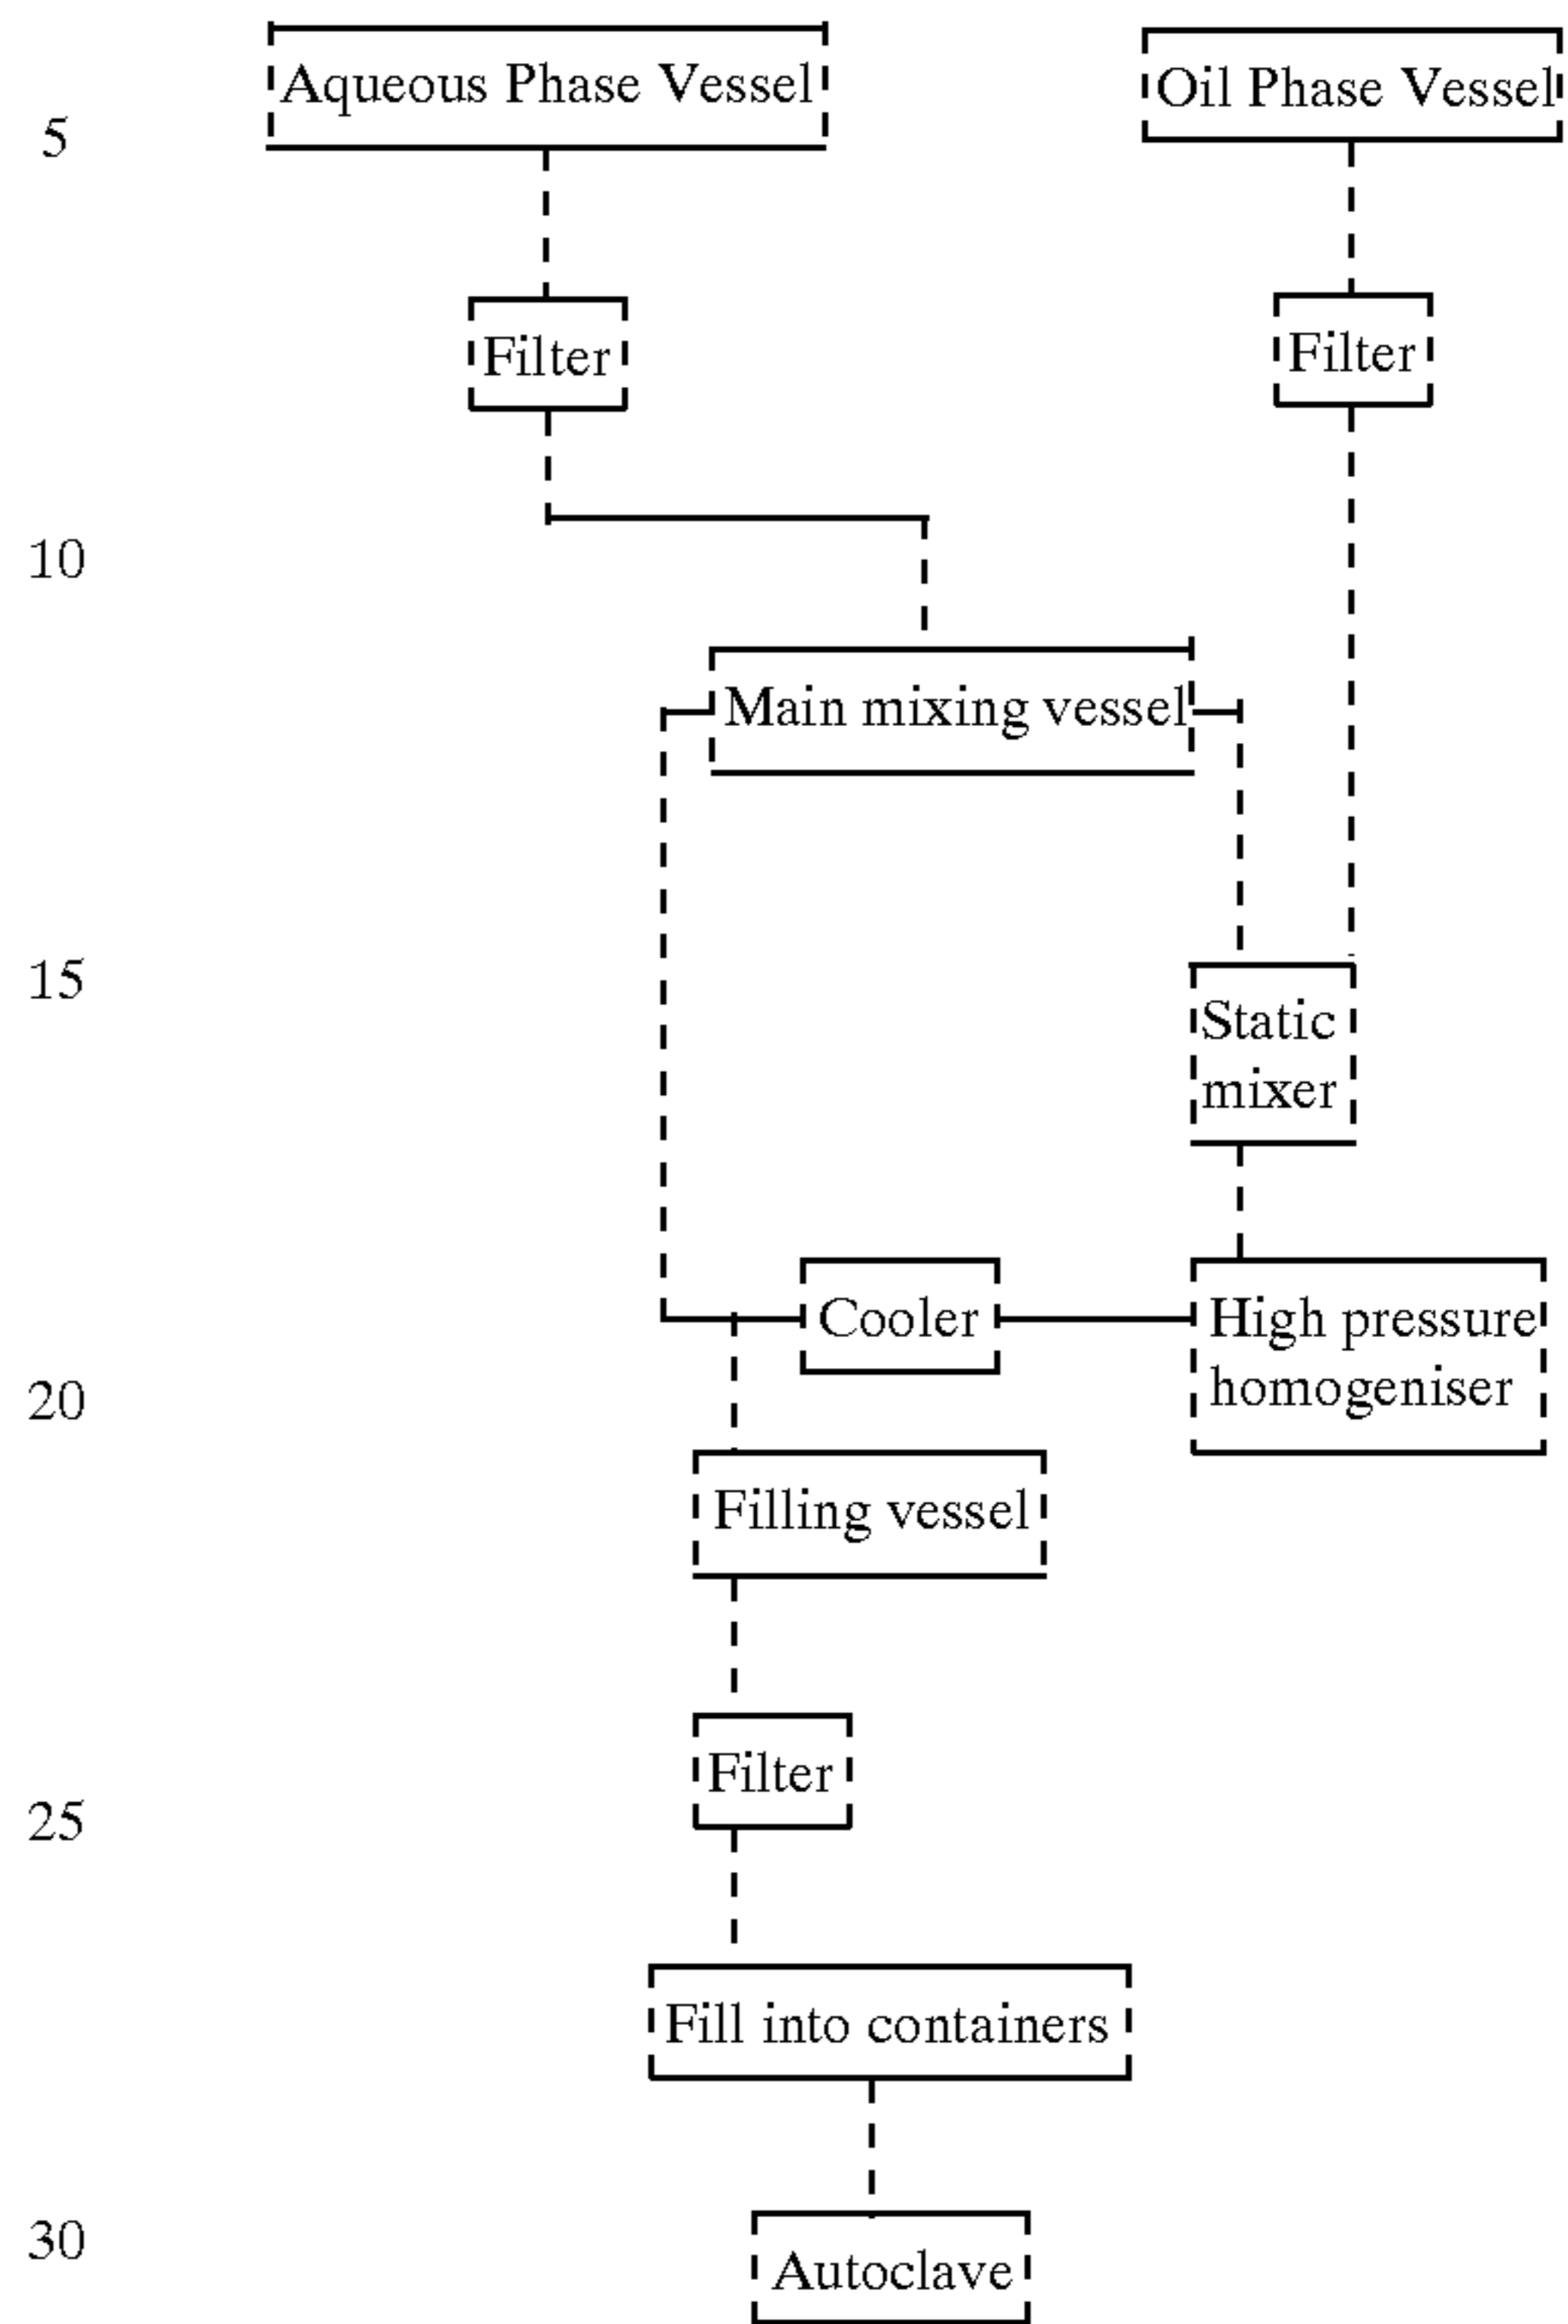 Aqueous Phase Vessel
Oil Phase Vessel
5
Filter
Filter
10
Main mixing vessel
15
Static
mixer
Cooler
High pressure
homogeniser
20
Filling vessel
Filter
25
Fill into containers
30
Autoclave